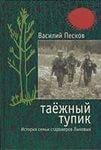 Василий Песков
таёжный
тупик
История семьи староверов Лыковых